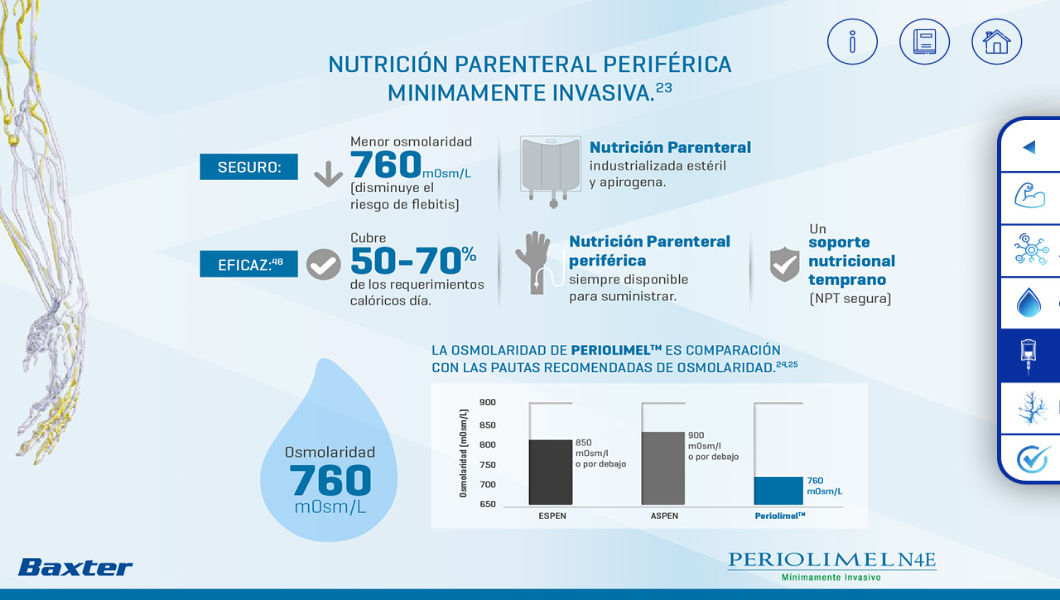 NUTRICIÓN PARENTERAL PERIFÉRICA
MINIMAMENTE INVASIVA.23
SEGURO:
Menor osmolaridad
760 mOsm/L
(disminuye el
riesgo de flebitis)
Nutrición Parenteral
industrializada estéril
y apirogena.
EFICAZ:48
Cubre
50-70%
de los requerimientos
calóricos día.
Nutrición Parenteral
periférica
siempre disponible
para suministrar.
Un
soporte
nutricional
temprano
(NPT segura)
LA OSMOLARIDAD DE PERIOLIMEL™ ES COMPARACIÓN
CON LAS PAUTAS RECOMENDADAS DE OSMOLARIDAD.24,25
Osmolaridad
760
mOsm/L
Osmolaridad (mOsm/L)
900
850
800
750
700
650
850
mOsm/l
o por debajo
900
mOsm/l
o por debajo
760
mOsm/L
ESPEN
ASPEN
Periolimel™
Baxter
PERIOLIMEL N4E
Mínimamente Invasivo